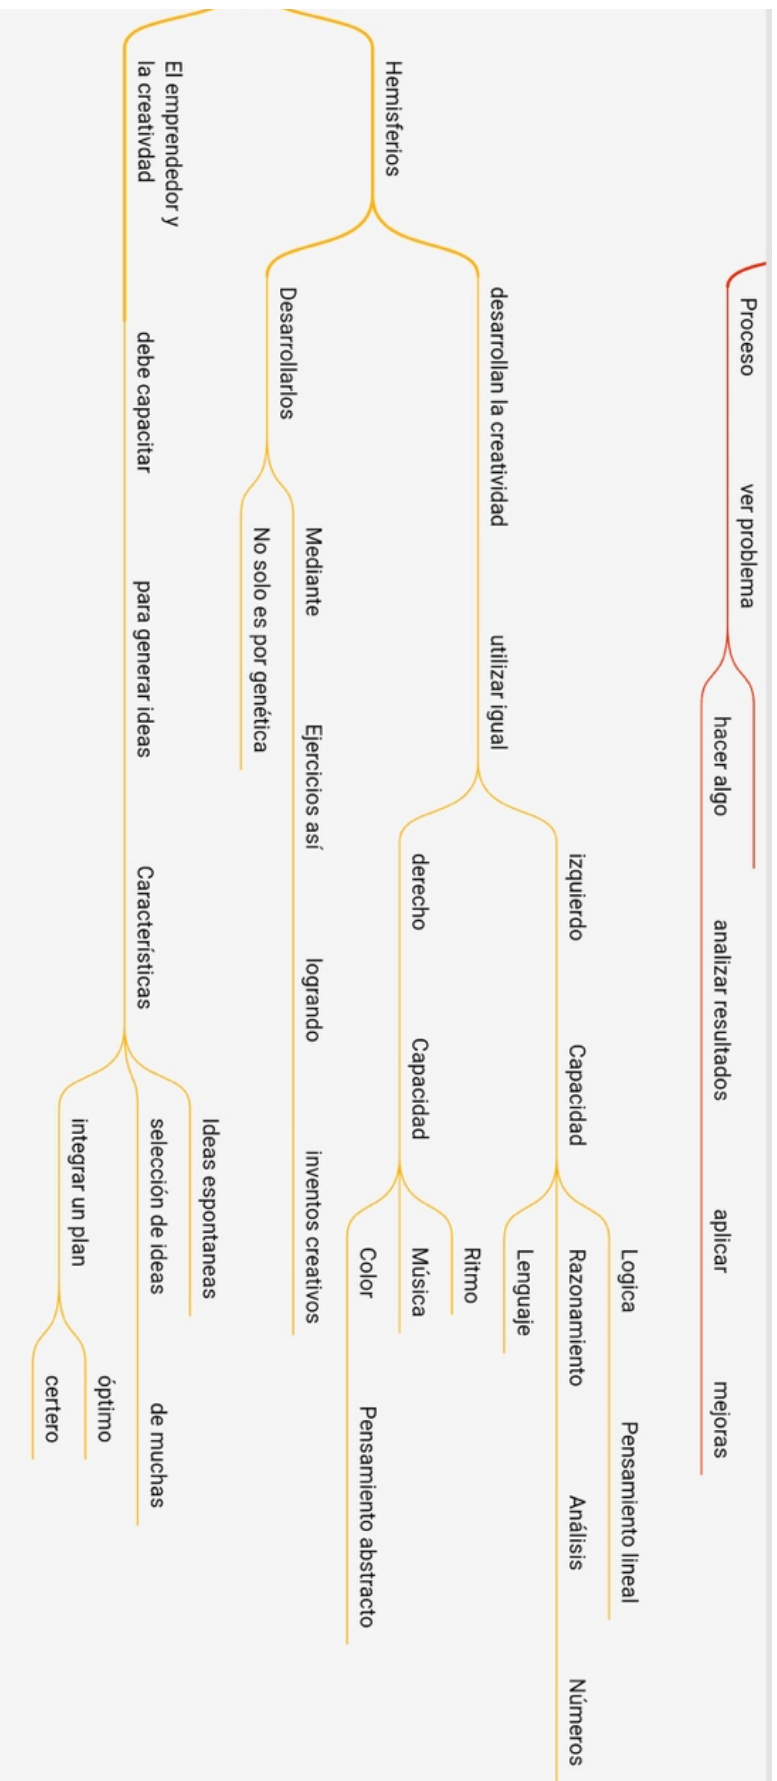 Proceso
ver problema
hacer algo
analizar resultados
aplicar
mejoras
Hemisferios
desarrollan la creatividad
utilizar igual
izquierdo
Capacidad
Logica
Pensamiento lineal
Razonamiento
Análisis
Números
Lenguaje
derecho
Capacidad
Ritmo
Música
Color
Pensamiento abstracto
Desarrollarlos
Mediante
Ejercicios así
logrando
inventos creativos
No solo es por genética
El emprendedor y
la creativdad
debe capacitar
para generar ideas
Características
Ideas espontaneas
selección de ideas
de muchas
integrar un plan
óptimo
certero